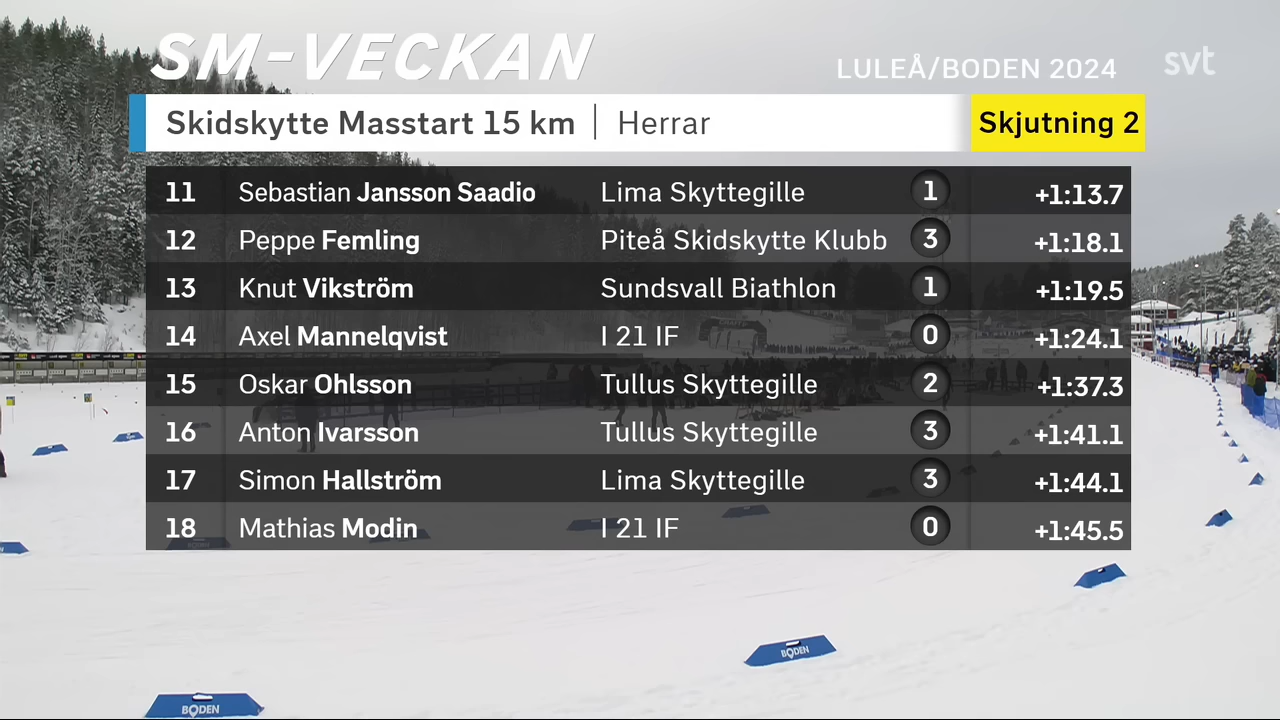 SM-VECKAN
LULEÅ/BODEN 2024
svt
Skidskytte Masstart 15 km | Herrar
Skjutning 2
11 Sebastian Jansson Saadio Lima Skyttegille 1 +1:13.7
12 Peppe Femling Piteå Skidskytte Klubb 3 +1:18.1
13 Knut Vikström Sundsvall Biathlon 1 +1:19.5
14 Axel Mannelqvist I 21 IF 0 +1:24.1
15 Oskar Ohlsson Tullus Skyttegille 2 +1:37.3
16 Anton Ivarsson Tullus Skyttegille 3 +1:41.1
17 Simon Hallström Lima Skyttegille 3 +1:44.1
18 Mathias Modin I 21 IF 0 +1:45.5
BODEN
BODEN